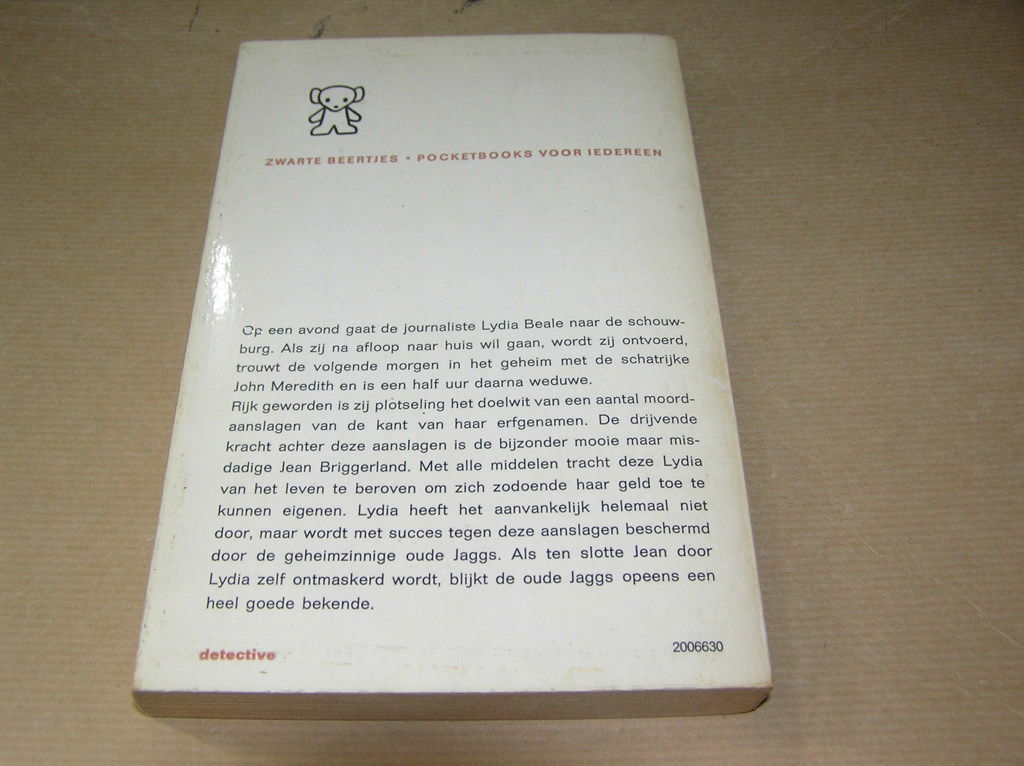 ZWARTE BEERTJES • POCKETBOOKS VOOR IEDEREEN
Op een avond gaat de journaliste Lydia Beale naar de schouw-
burg. Als zij na afloop naar huis wil gaan, wordt zij ontvoerd,
trouwt de volgende morgen in het geheim met de schatrijke
John Meredith en is een half uur daarna weduwe.
Rijk geworden is zij plotseling het doelwit van een aantal moord-
aanslagen van de kant van haar erfgenamen. De drijvende
kracht achter deze aanslagen is de bijzonder mooie maar mis-
dadige Jean Briggerland. Met alle middelen tracht deze Lydia
van het leven te beroven om zich zodoende haar geld toe te
kunnen eigenen. Lydia heeft het aanvankelijk helemaal niet
door, maar wordt met succes tegen deze aanslagen beschermd
door de geheimzinnige oude Jaggs. Als ten slotte Jean door
Lydia zelf ontmaskerd wordt, blijkt de oude Jaggs opeens een
heel goede bekende.
detective
2006630